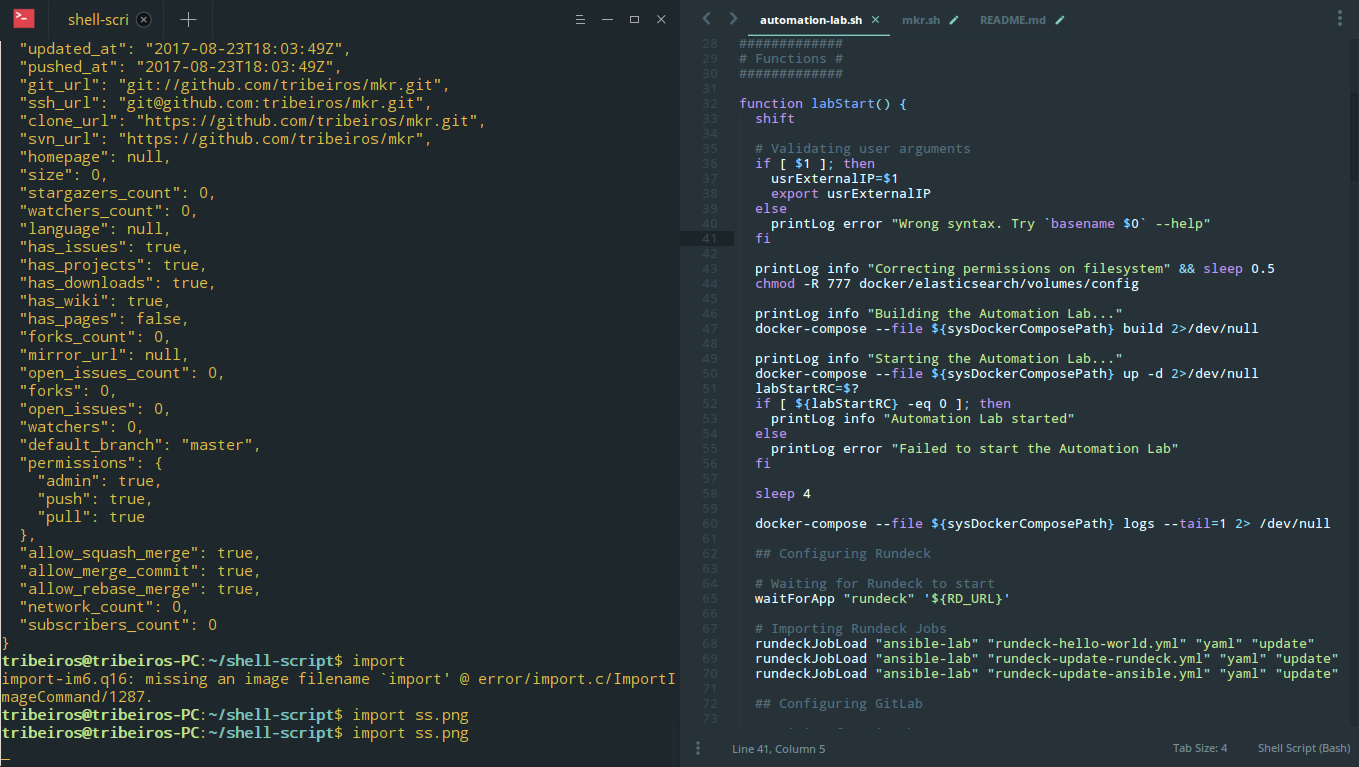 shell-scri
"updated_at": "2017-08-23T18:03:49Z",
"pushed_at": "2017-08-23T18:03:49Z",
"git_url": "git://github.com/tribeiros/mkr.git",
"ssh_url": "git@github.com:tribeiros/mkr.git",
"clone_url": "https://github.com/tribeiros/mkr.git",
"svn_url": "https://github.com/tribeiros/mkr",
"homepage": null,
"size": 0,
"stargazers_count": 0,
"watchers_count": 0,
"language": null,
"has_issues": true,
"has_projects": true,
"has_downloads": true,
"has_wiki": true,
"has_pages": false,
"forks_count": 0,
"mirror_url": null,
"open_issues_count": 0,
"forks": 0,
"open_issues": 0,
"watchers": 0,
"default_branch": "master",
"permissions": {
"admin": true,
"push": true,
"pull": true
},
"allow_squash_merge": true,
"allow_merge_commit": true,
"allow_rebase_merge": true,
"network_count": 0,
"subscribers_count": 0
}
tribeiros@tribeiros-PC:~/shell-script$ import
import-im6.q16: missing an image filename `import' @ error/import.c/ImportI
mageCommand/1287.
tribeiros@tribeiros-PC:~/shell-script$ import ss.png
tribeiros@tribeiros-PC:~/shell-script$ import ss.png
automation-lab.sh mkr.sh README.md
28 #############
29 # Functions #
30 #############
31
32 function labStart() {
33 shift
34
35 # Validating user arguments
36 if [ $1 ]; then
37 usrExternalIP=$1
38 export usrExternalIP
39 else
40 printLog error "Wrong syntax. Try `basename $0` --help"
41 fi
42
43 printLog info "Correcting permissions on filesystem" && sleep 0.5
44 chmod -R 777 docker/elasticsearch/volumes/config
45
46 printLog info "Building the Automation Lab..."
47 docker-compose --file ${sysDockerComposePath} build 2>/dev/null
48
49 printLog info "Starting the Automation Lab..."
50 docker-compose --file ${sysDockerComposePath} up -d 2>/dev/null
51 labStartRC=$?
52 if [ ${labStartRC} -eq 0 ]; then
53 printLog info "Automation Lab started"
54 else
55 printLog error "Failed to start the Automation Lab"
56 fi
57
58 sleep 4
59
60 docker-compose --file ${sysDockerComposePath} logs --tail=1 2> /dev/null
61
62 ## Configuring Rundeck
63
64 # Waiting for Rundeck to start
65 waitForApp "rundeck" '${RD_URL}'
66
67 # Importing Rundeck Jobs
68 rundeckJobLoad "ansible-lab" "rundeck-hello-world.yml" "yaml" "update"
69 rundeckJobLoad "ansible-lab" "rundeck-update-rundeck.yml" "yaml" "update"
70 rundeckJobLoad "ansible-lab" "rundeck-update-ansible.yml" "yaml" "update"
71
72 ## Configuring GitLab
73
Line 41, Column 5 Tab Size: 4 Shell Script (Bash)